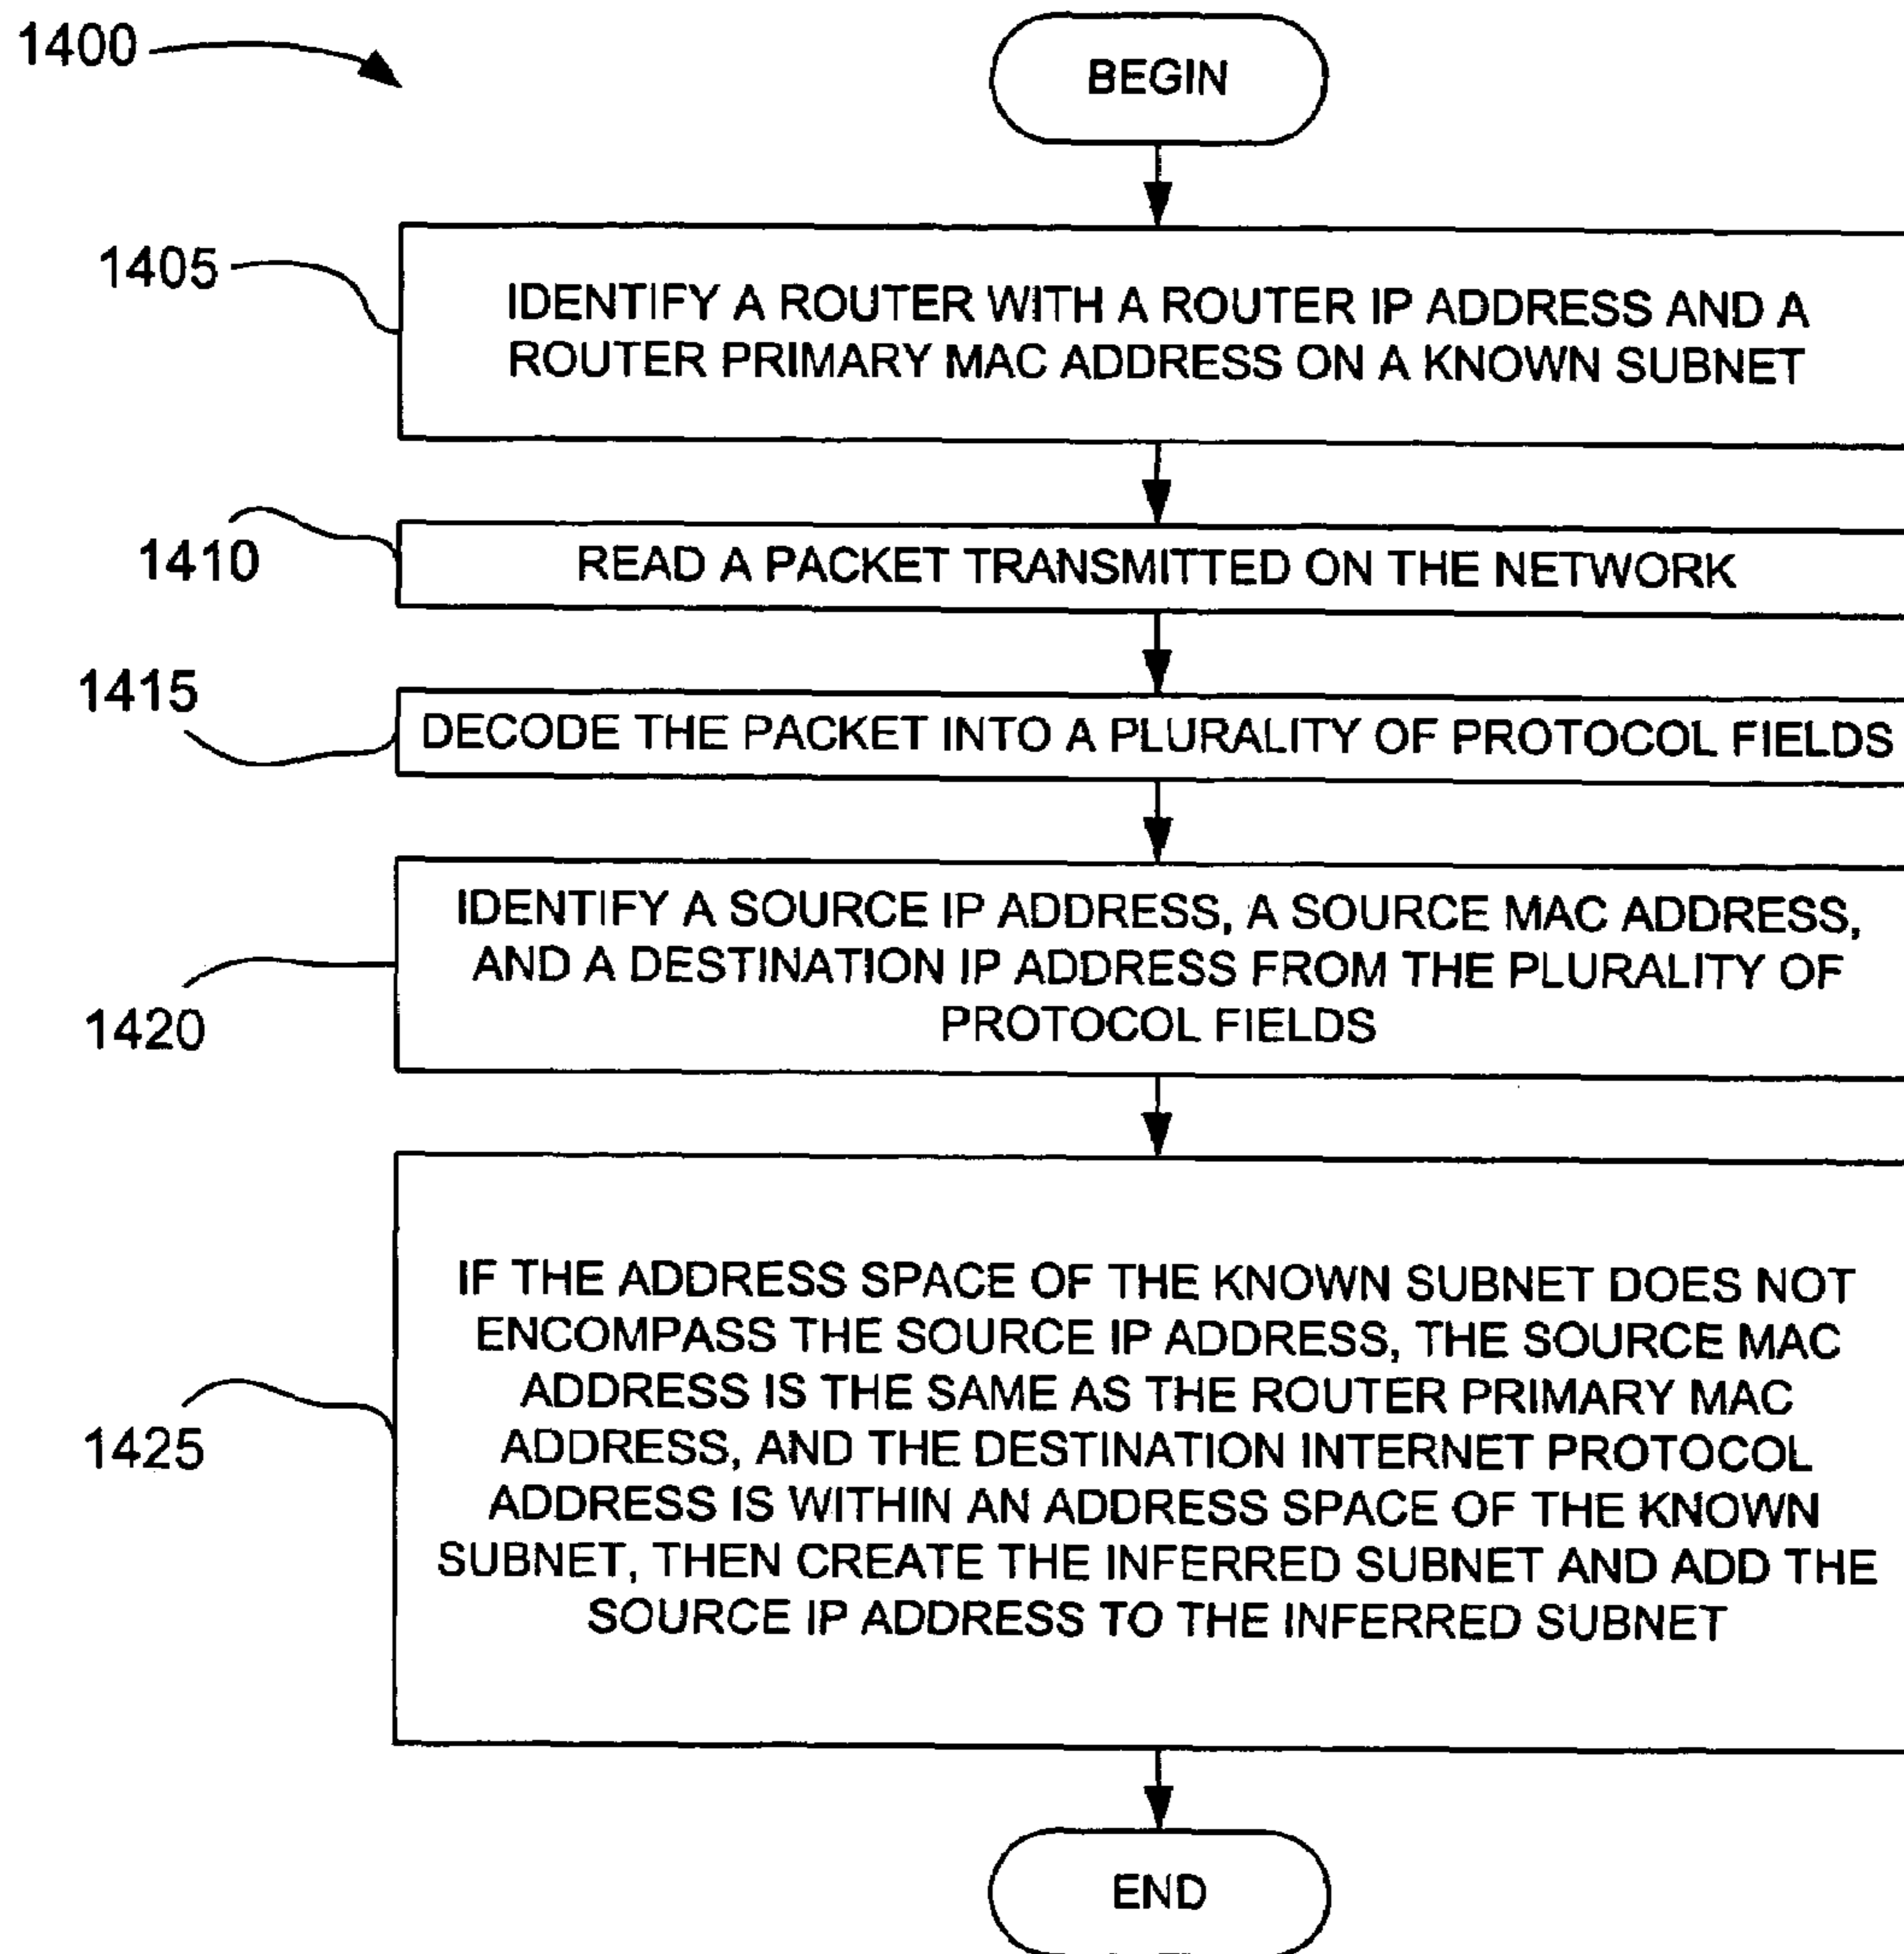 1400
BEGIN
1405
IDENTIFY A ROUTER WITH A ROUTER IP ADDRESS AND A
ROUTER PRIMARY MAC ADDRESS ON A KNOWN SUBNET
1410
READ A PACKET TRANSMITTED ON THE NETWORK
1415
DECODE THE PACKET INTO A PLURALITY OF PROTOCOL FIELDS
1420
IDENTIFY A SOURCE IP ADDRESS, A SOURCE MAC ADDRESS,
AND A DESTINATION IP ADDRESS FROM THE PLURALITY OF
PROTOCOL FIELDS
1425
IF THE ADDRESS SPACE OF THE KNOWN SUBNET DOES NOT
ENCOMPASS THE SOURCE IP ADDRESS, THE SOURCE MAC
ADDRESS IS THE SAME AS THE ROUTER PRIMARY MAC
ADDRESS, AND THE DESTINATION INTERNET PROTOCOL
ADDRESS IS WITHIN AN ADDRESS SPACE OF THE KNOWN
SUBNET, THEN CREATE THE INFERRED SUBNET AND ADD THE
SOURCE IP ADDRESS TO THE INFERRED SUBNET
END